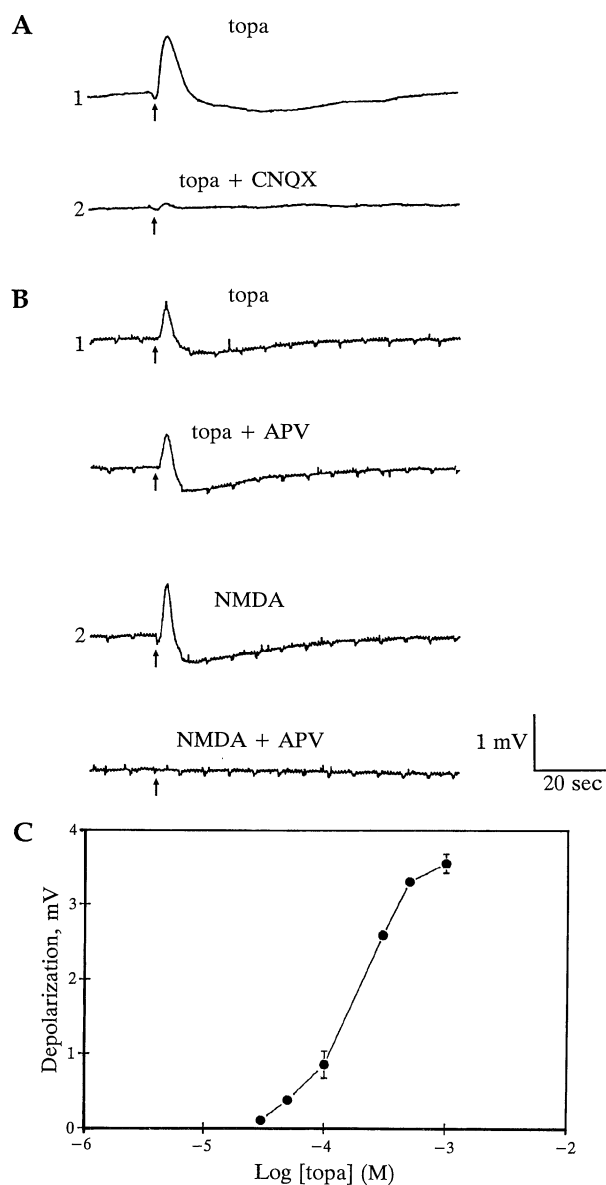 A
topa
1
topa + CNQX
2
B
topa
1
topa + APV
NMDA
2
NMDA + APV
1 mV
20 sec
C
4
3
2
1
0
Depolarization, mV
−6 −5 −4 −3 −2
Log [topa] (M)